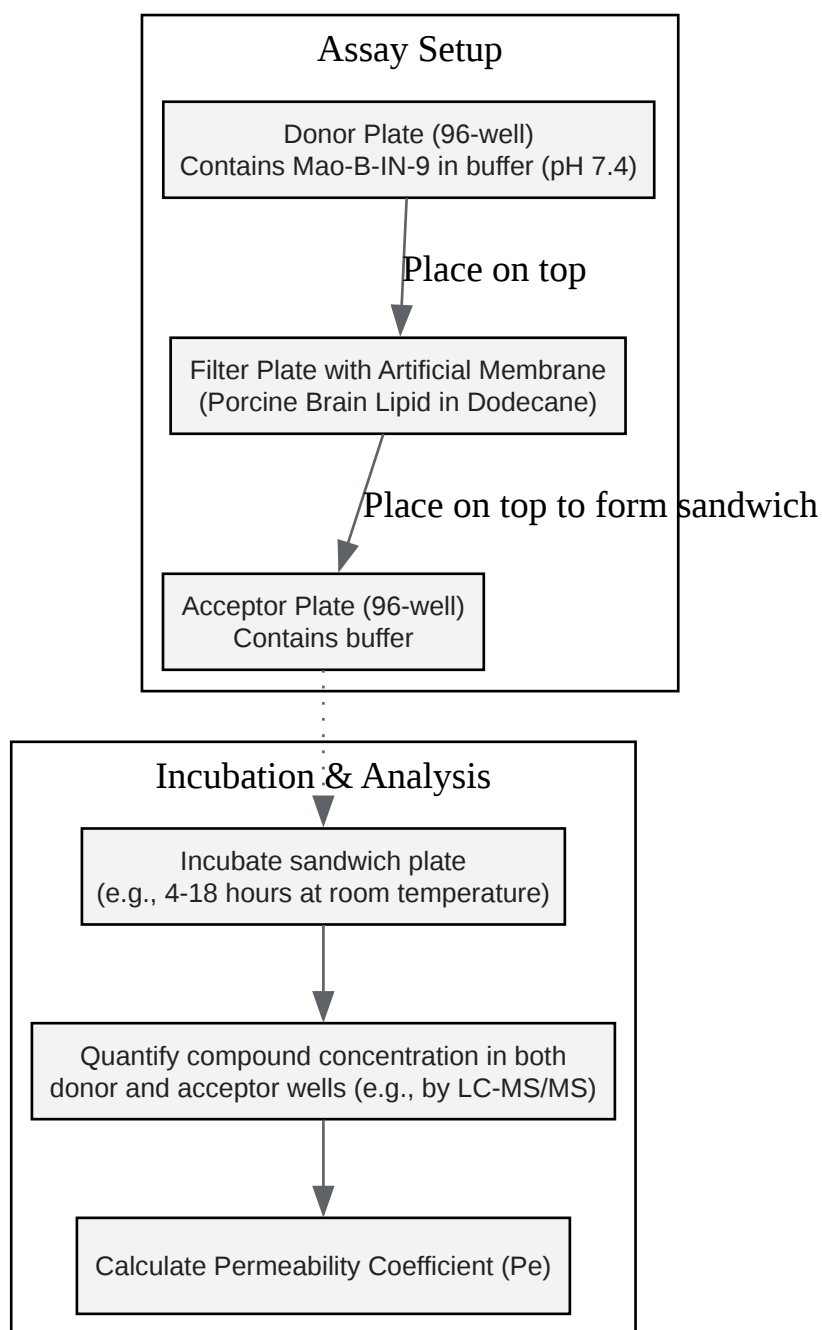 Assay Setup
Donor Plate (96-well)
Contains Mao-B-IN-9 in buffer (pH 7.4)
Place on top
Filter Plate with Artificial Membrane
(Porcine Brain Lipid in Dodecane)
Place on top to form sandwich
Acceptor Plate (96-well)
Contains buffer
Incubation & Analysis
Incubate sandwich plate
(e.g., 4-18 hours at room temperature)
Quantify compound concentration in both
donor and acceptor wells (e.g., by LC-MS/MS)
Calculate Permeability Coefficient (Pe)